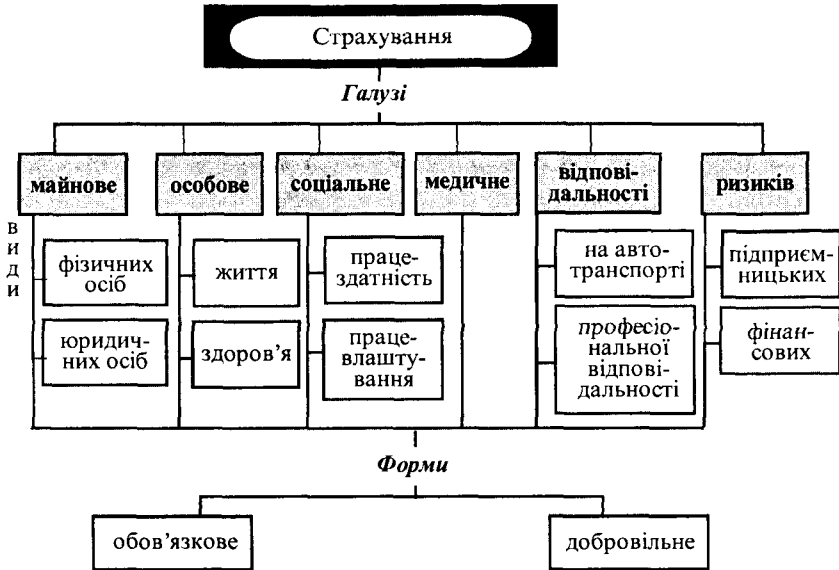 Страхування
Галузі
майнове
особове
соціальне
медичне
відпові-
дальності
ризиків
види
фізичних
осіб
життя
праце-
здатність
на авто-
транспорті
підприєм-
ницьких
юридич-
них осіб
здоров’я
праце-
влашту-
вання
професіо-
нальної
відпові-
дальності
фінан-
сових
Форми
обов’язкове
добровільне